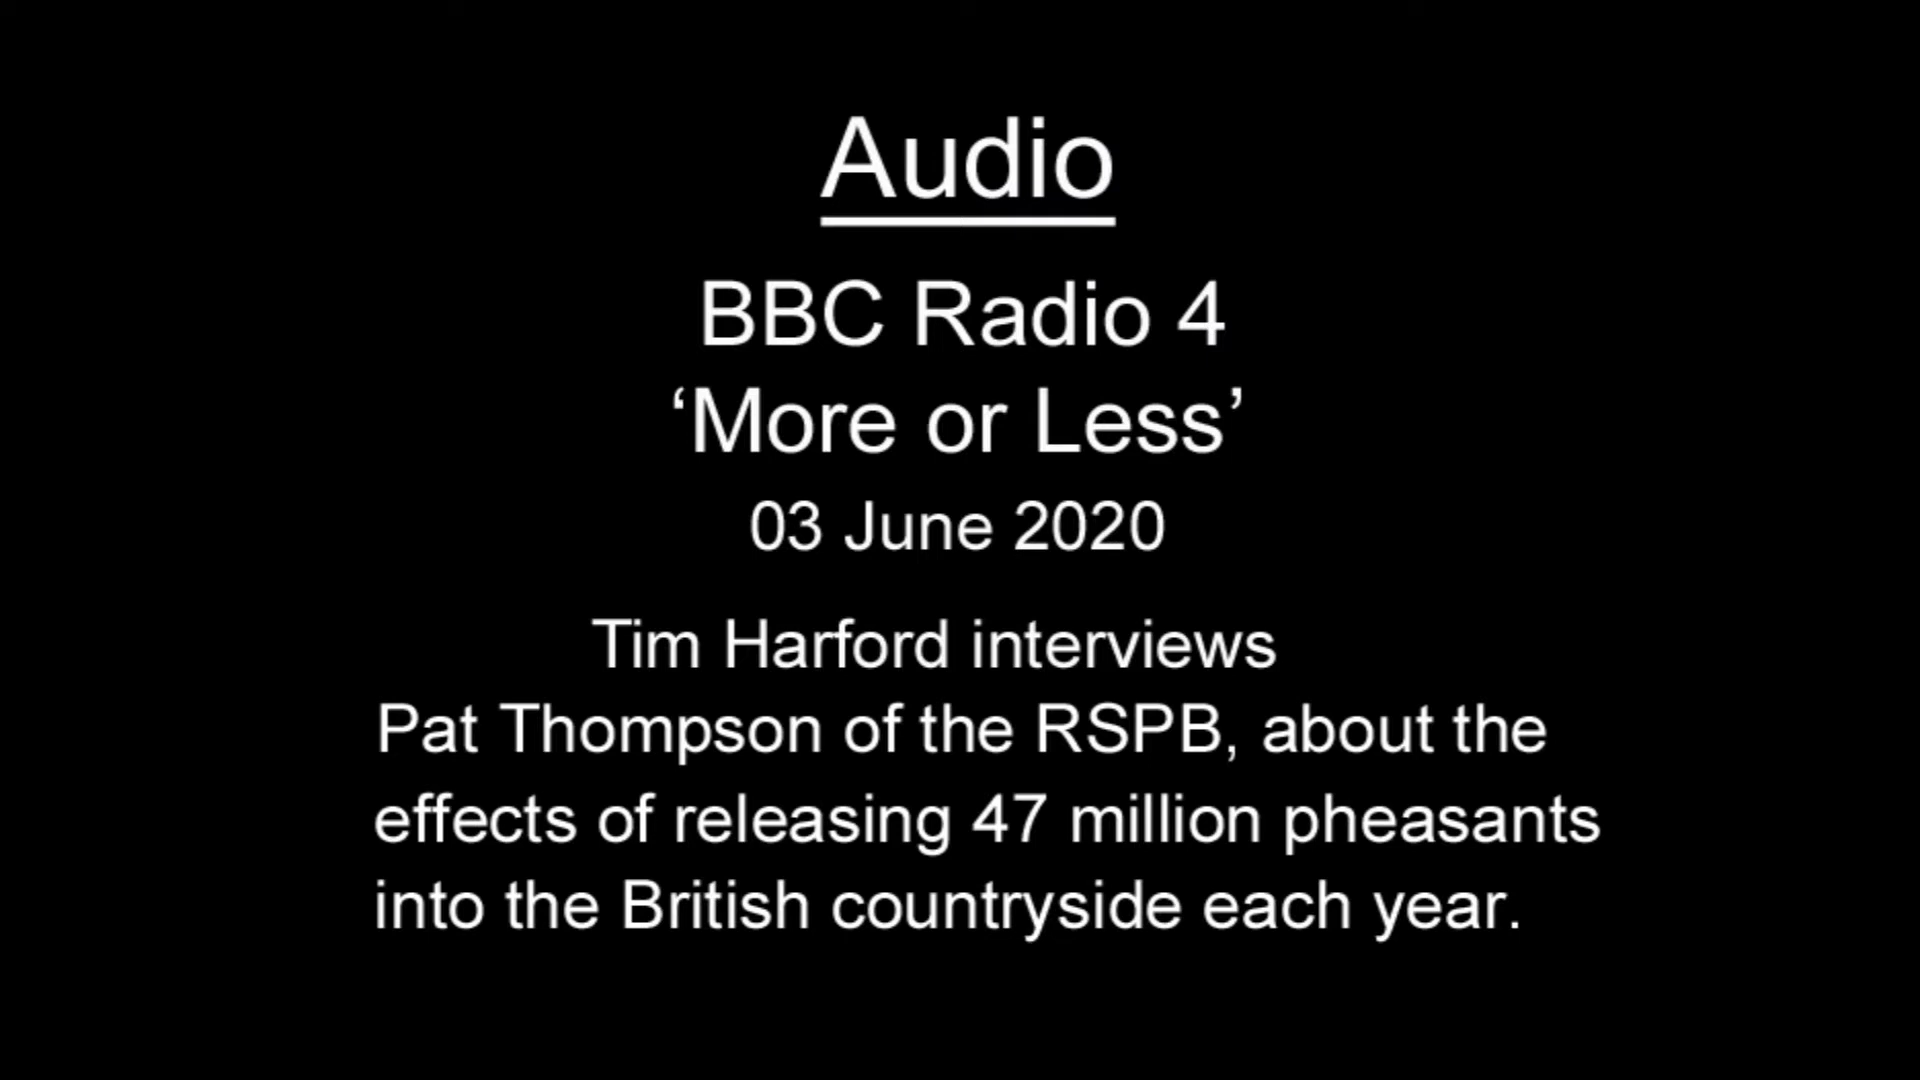 Audio
BBC Radio 4
‘More or Less’
03 June 2020
Tim Harford interviews
Pat Thompson of the RSPB, about the
effects of releasing 47 million pheasants
into the British countryside each year.